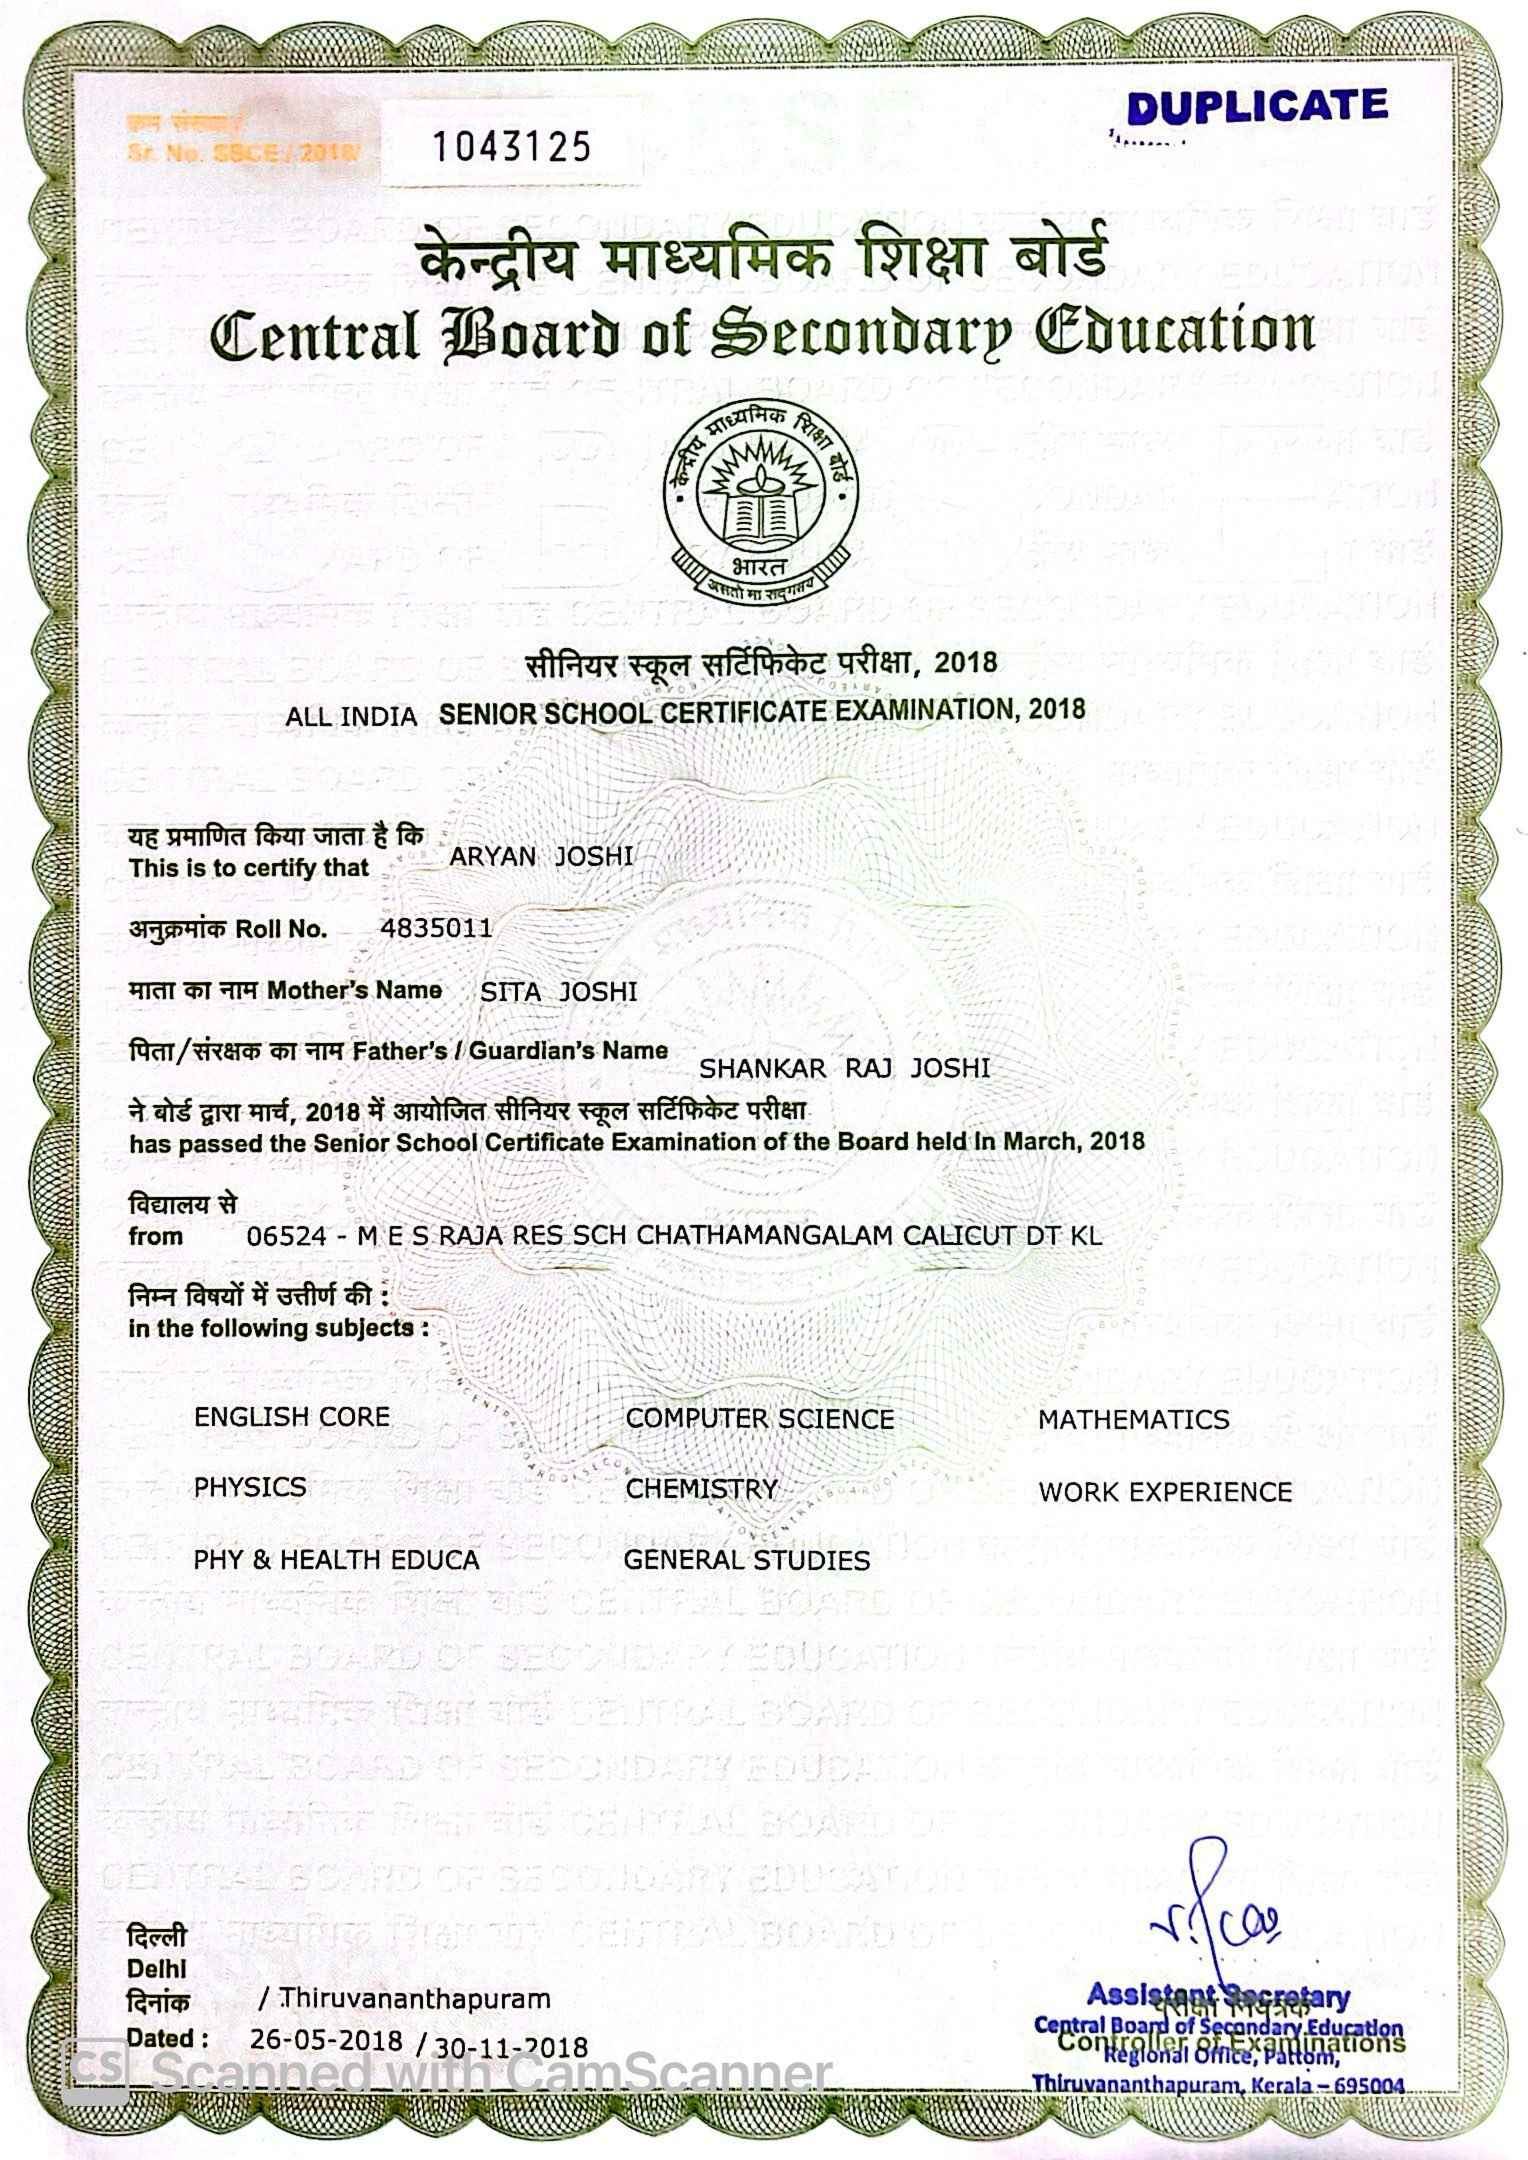 क्रम संख्या / 
Sr. No. SSCE / 2018/ 1043125
DUPLICATE
केन्द्रीय माध्यमिक शिक्षा बोर्ड
Central Board of Secondary Education
केन्द्रीय माध्यमिक शिक्षा बोर्ड
भारत
असतो मा सद्गमय
सीनियर स्कूल सर्टिफिकेट परीक्षा, 2018
ALL INDIA SENIOR SCHOOL CERTIFICATE EXAMINATION, 2018
यह प्रमाणित किया जाता है कि
This is to certify that ARYAN JOSHI
अनुक्रमांक Roll No. 4835011
माता का नाम Mother's Name SITA JOSHI
पिता/संरक्षक का नाम Father's / Guardian's Name SHANKAR RAJ JOSHI
ने बोर्ड द्वारा मार्च, 2018 में आयोजित सीनियर स्कूल सर्टिफिकेट परीक्षा
has passed the Senior School Certificate Examination of the Board held in March, 2018
विद्यालय से
from 06524 - M E S RAJA RES SCH CHATHAMANGALAM CALICUT DT KL
निम्न विषयों में उत्तीर्ण की :
in the following subjects :
ENGLISH CORE COMPUTER SCIENCE MATHEMATICS
PHYSICS CHEMISTRY WORK EXPERIENCE
PHY & HEALTH EDUCA GENERAL STUDIES
दिल्ली
Delhi
दिनांक / Thiruvananthapuram
Dated : 26-05-2018 / 30-11-2018
Assistant Secretary
परीक्षा नियंत्रक
Central Board of Secondary Education
Controller of Examinations
Regional Office, Pattom,
Thiruvananthapuram, Kerala – 695004
CS Scanned with CamScanner